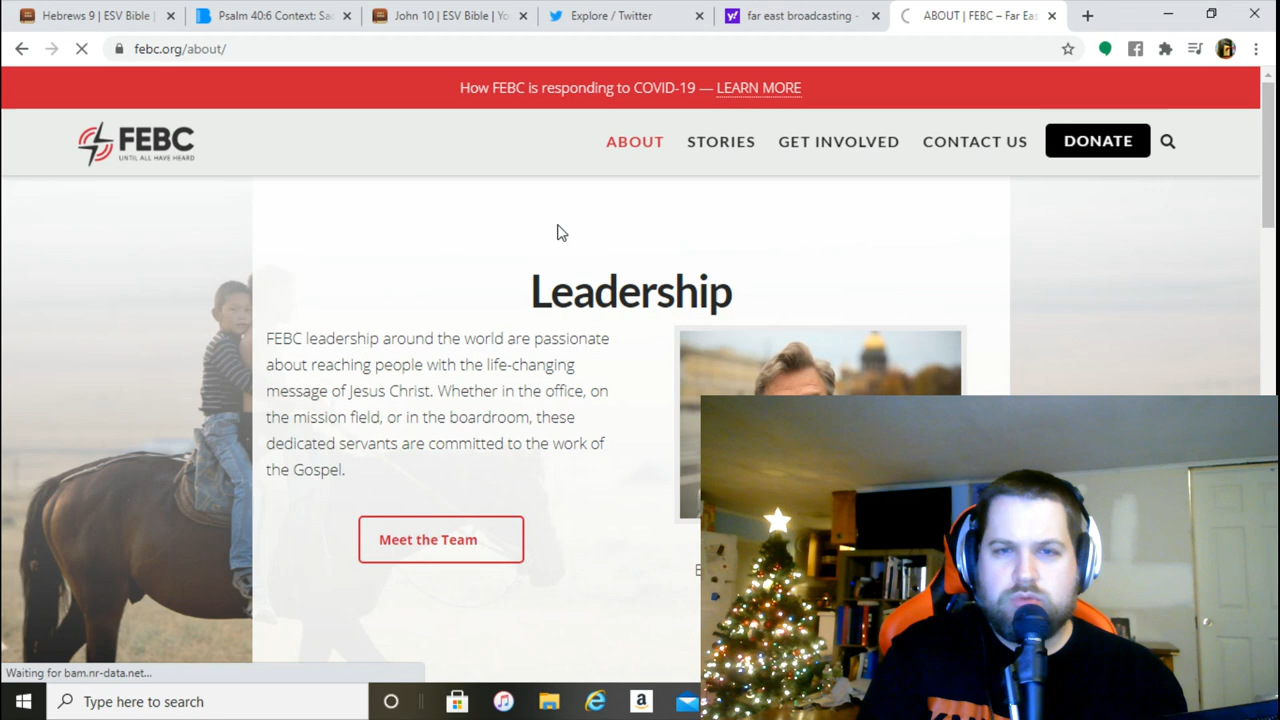 Hebrews 9 | ESV Bible |
Psalm 40:6 Context: Sac
John 10 | ESV Bible | Yo
Explore / Twitter
far east broadcasting -
ABOUT | FEBC – Far Eas
febc.org/about/
How FEBC is responding to COVID-19 — LEARN MORE
FEBC
UNTIL ALL HAVE HEARD
ABOUT
STORIES
GET INVOLVED
CONTACT US
DONATE
Leadership
FEBC leadership around the world are passionate
about reaching people with the life-changing
message of Jesus Christ. Whether in the office, on
the mission field, or in the boardroom, these
dedicated servants are committed to the work of
the Gospel.
Meet the Team
Waiting for bam.nr-data.net...
Type here to search